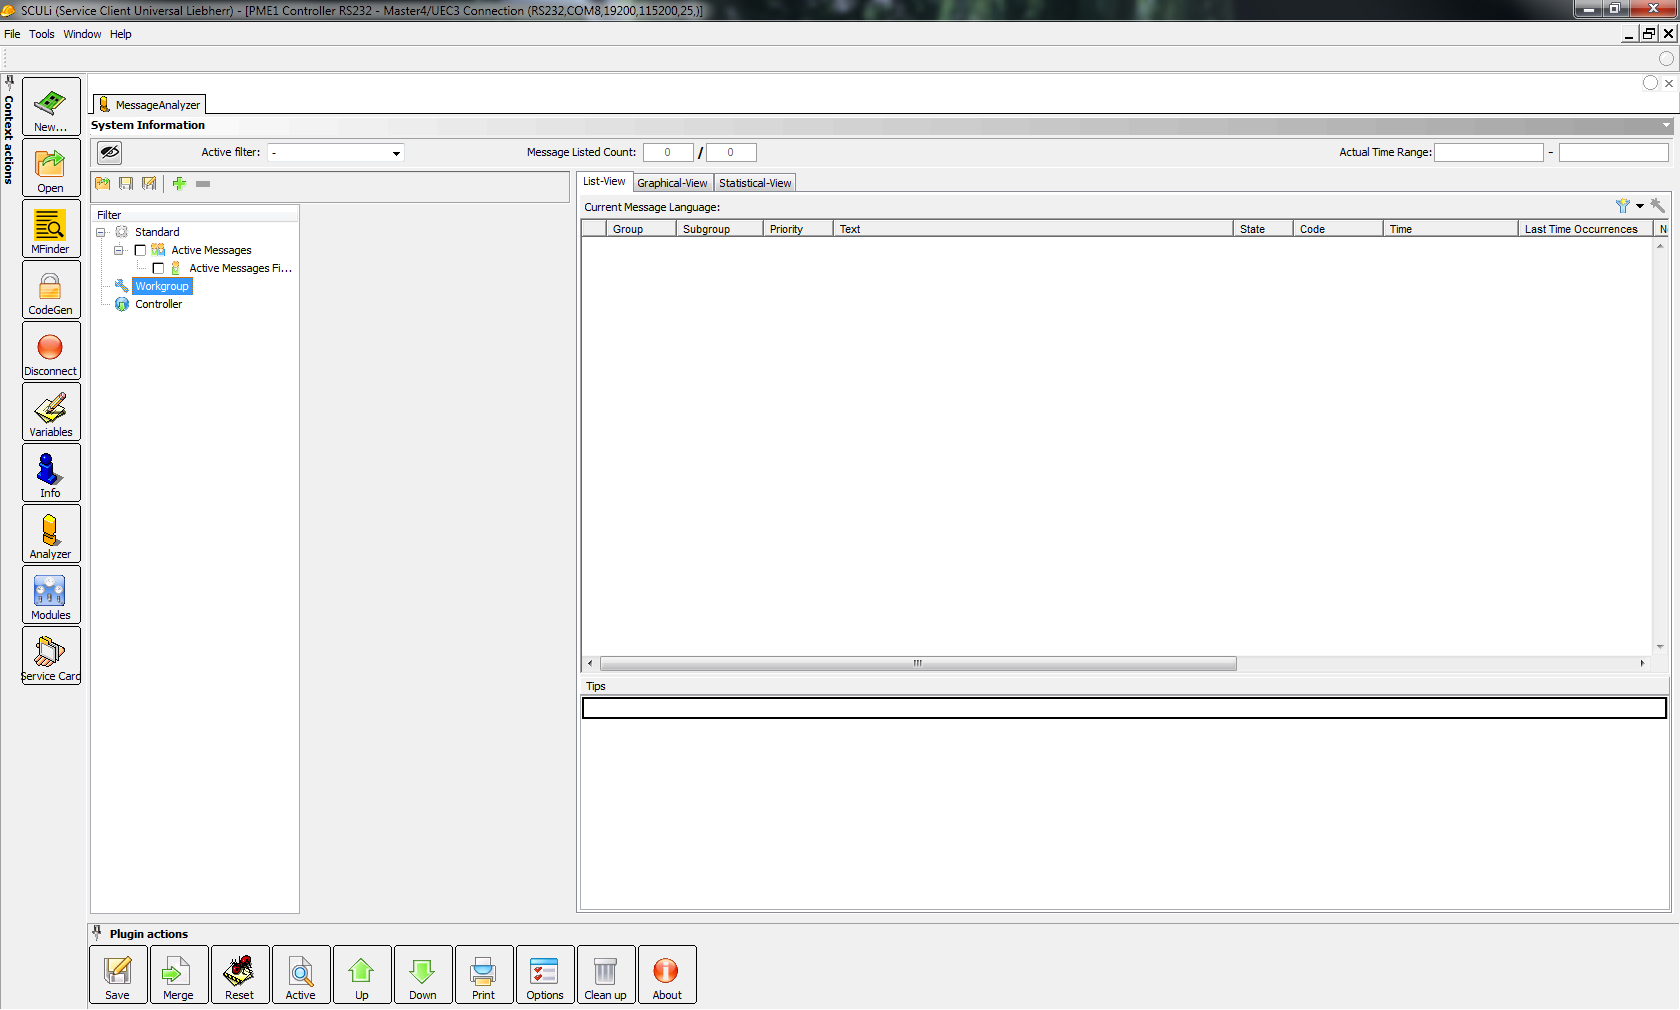 SCULi (Service Client Universal Liebherr) - [PME1 Controller RS232 - Master4/UEC3 Connection (RS232,COM8,19200,115200,25,)]
File Tools Window Help
Context actions
New...
Open
MFinder
CodeGen
Disconnect
Variables
Info
Analyzer
Modules
Service Card
MessageAnalyzer
System Information
Active filter: -
Message Listed Count: 0 / 0
Actual Time Range: -
Filter
Standard
Active Messages
Active Messages Fi...
Workgroup
Controller
List-View Graphical-View Statistical-View
Current Message Language:
Group Subgroup Priority Text State Code Time Last Time Occurrences
Tips
Plugin actions
Save Merge Reset Active Up Down Print Options Clean up About